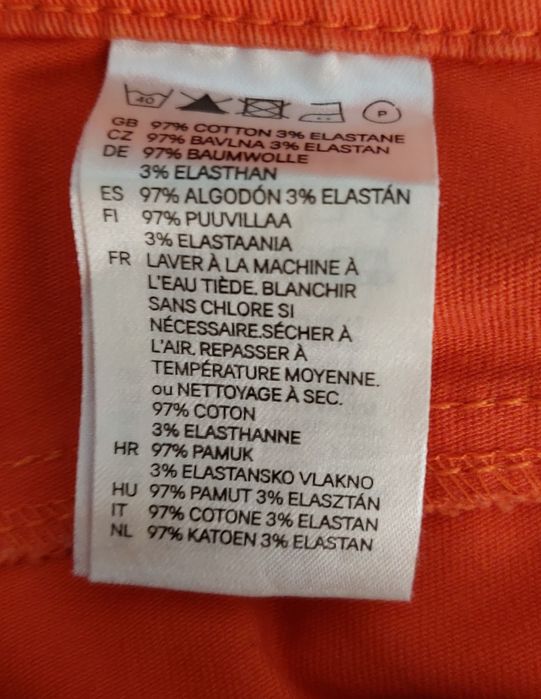 40 P
GB 97% COTTON 3% ELASTANE
CZ 97% BAVLNA 3% ELASTAN
DE 97% BAUMWOLLE
3% ELASTHAN
ES 97% ALGODÓN 3% ELASTÁN
FI 97% PUUVILLAA
3% ELASTAANIA
FR LAVER À LA MACHINE À
L'EAU TIÈDE. BLANCHIR
SANS CHLORE SI
NÉCESSAIRE.SÉCHER À
L'AIR. REPASSER À
TEMPÉRATURE MOYENNE.
ou NETTOYAGE À SEC.
97% COTON
3% ELASTHANNE
HR 97% PAMUK
3% ELASTANSKO VLAKNO
HU 97% PAMUT 3% ELASZTÁN
IT 97% COTONE 3% ELASTAN
NL 97% KATOEN 3% ELASTAN